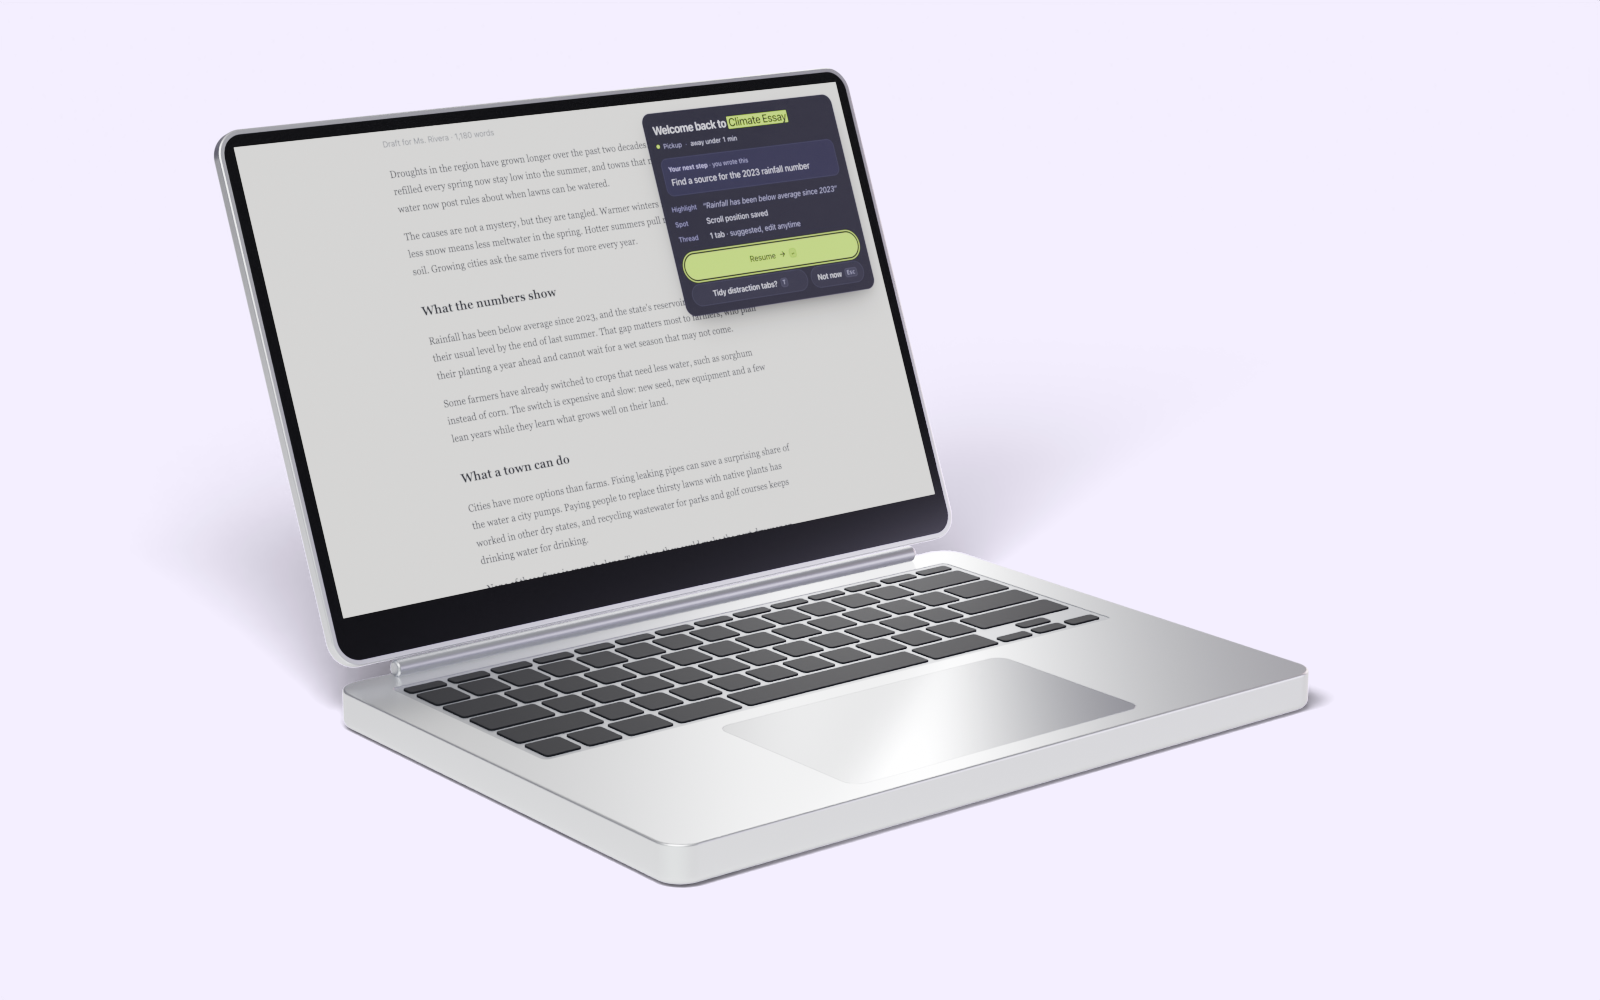 Draft for Ms. Rivera · 1,180 words
Droughts in the region have grown longer over the past two decades
refilled every spring now stay low into the summer, and towns that
water now post rules about when lawns can be watered.
The causes are not a mystery, but they are tangled. Warmer winters
less snow means less meltwater in the spring. Hotter summers pull
soil. Growing cities ask the same rivers for more every year.
What the numbers show
Rainfall has been below average since 2023, and the state's
their usual level by the end of last summer. That gap matters most to farmers, who plan
their planting a year ahead and cannot wait for a wet season that may not come.
Some farmers have already switched to crops that need less water, such as sorghum
instead of corn. The switch is expensive and slow: new seed, new equipment and a few
lean years while they learn what grows well on their land.
What a town can do
Cities have more options than farms. Fixing leaking pipes can save a surprising share of
the water a city pumps. Paying people to replace thirsty lawns with native plants has
worked in other dry states, and recycling wastewater for parks and golf courses keeps
drinking water for drinking.
Welcome back to Climate Essay
Pickup · away under 1 min
Your next step · you wrote this
Find a source for the 2023 rainfall number
Highlight "Rainfall has been below average since 2023"
Spot Scroll position saved
Thread 1 tab · suggested, edit anytime
Resume →
Tidy distraction tabs? T
Not now Esc